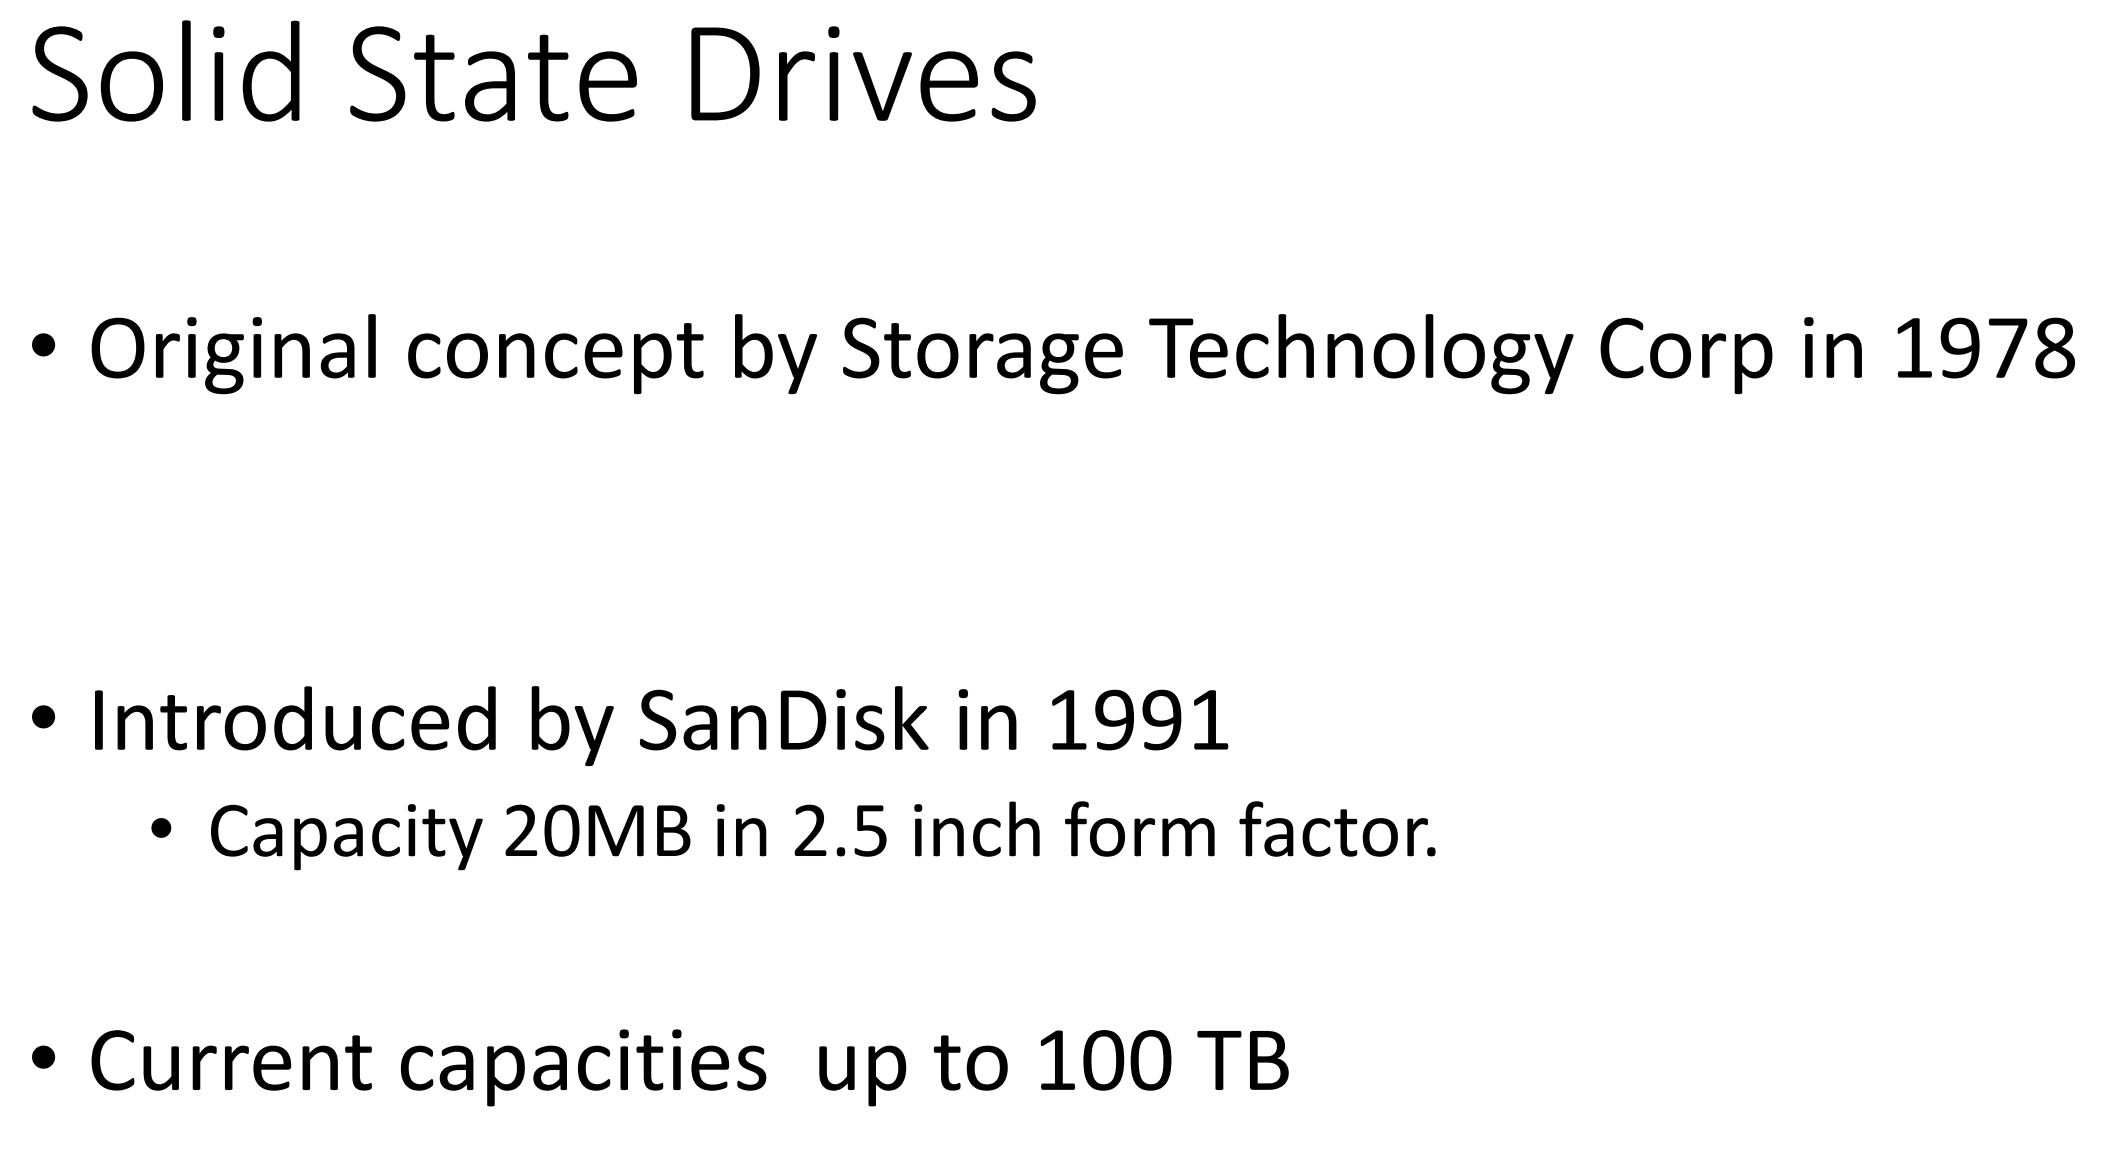 Solid State Drives
• Original concept by Storage Technology Corp in 1978
• Introduced by SanDisk in 1991
• Capacity 20MB in 2.5 inch form factor.
• Current capacities  up to 100 TB